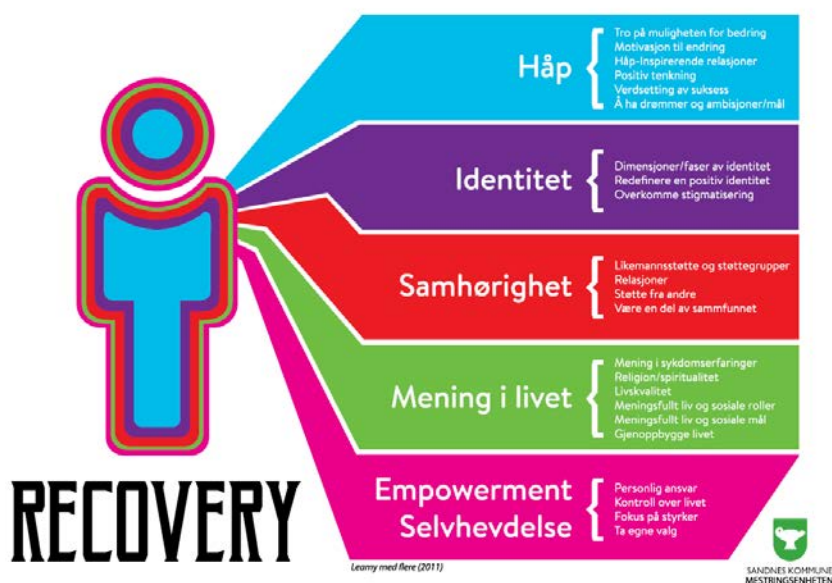 Håp
Tro på muligheten for bedring
Motivasjon til endring
Håp-Inspirerende relasjoner
Positiv tenkning
Verdsetting av suksess
Å ha drømmer og ambisjoner/mål
Identitet
Dimensjoner/faser av identitet
Redefinere en positiv identitet
Overkomme stigmatisering
Samhørighet
Likemannsstøtte og støttegrupper
Relasjoner
Støtte fra andre
Være en del av sammfunnet
Mening i livet
Mening i sykdomserfaringer
Religion/spiritualitet
Livskvalitet
Meningsfullt liv og sosiale roller
Meningsfullt liv og sosiale mål
Gjenoppbygge livet
Empowerment
Selvhevdelse
Personlig ansvar
Kontroll over livet
Fokus på styrker
Ta egne valg
RECOVERY
Leamy med flere (2011)
SANDNES KOMMUNE
MESTRINGSENHETEN